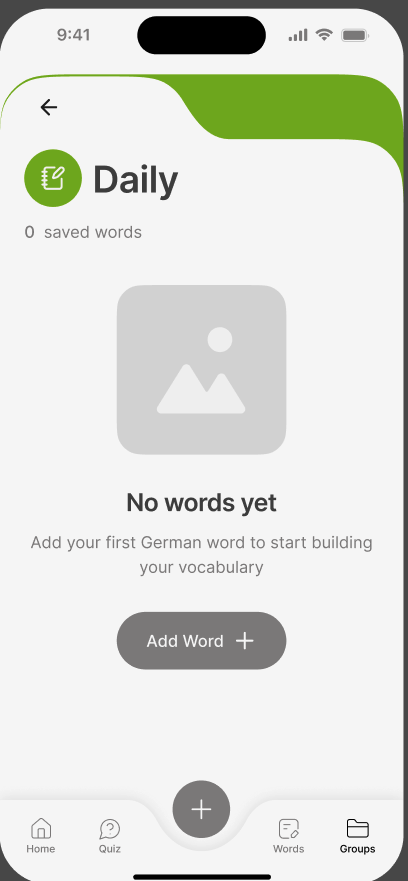 9:41
Daily
0 saved words
No words yet
Add your first German word to start building
your vocabulary
Add Word
Home
Quiz
Words
Groups